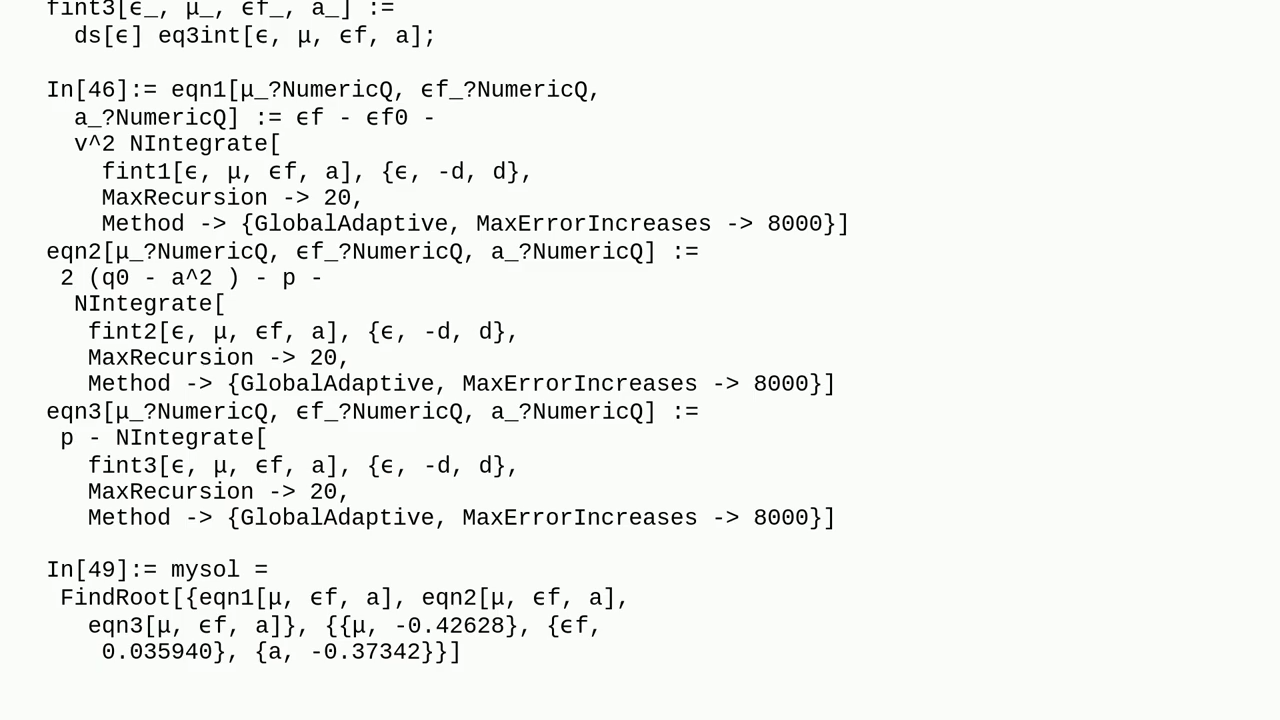 fint3[ϵ_, μ_, ϵf_, a_] :=
ds[ϵ] eq3int[ϵ, μ, ϵf, a];
In[46]:= eqn1[μ_?NumericQ, ϵf_?NumericQ,
a_?NumericQ] := ϵf - ϵf0 -
v^2 NIntegrate[
fint1[ϵ, μ, ϵf, a], {ϵ, -d, d},
MaxRecursion -> 20,
Method -> {GlobalAdaptive, MaxErrorIncreases -> 8000}]
eqn2[μ_?NumericQ, ϵf_?NumericQ, a_?NumericQ] :=
2 (q0 - a^2 ) - p -
NIntegrate[
fint2[ϵ, μ, ϵf, a], {ϵ, -d, d},
MaxRecursion -> 20,
Method -> {GlobalAdaptive, MaxErrorIncreases -> 8000}]
eqn3[μ_?NumericQ, ϵf_?NumericQ, a_?NumericQ] :=
p - NIntegrate[
fint3[ϵ, μ, ϵf, a], {ϵ, -d, d},
MaxRecursion -> 20,
Method -> {GlobalAdaptive, MaxErrorIncreases -> 8000}]
In[49]:= mysol =
FindRoot[{eqn1[μ, ϵf, a], eqn2[μ, ϵf, a],
eqn3[μ, ϵf, a]}, {{μ, -0.42628}, {ϵf,
0.035940}, {a, -0.37342}}]